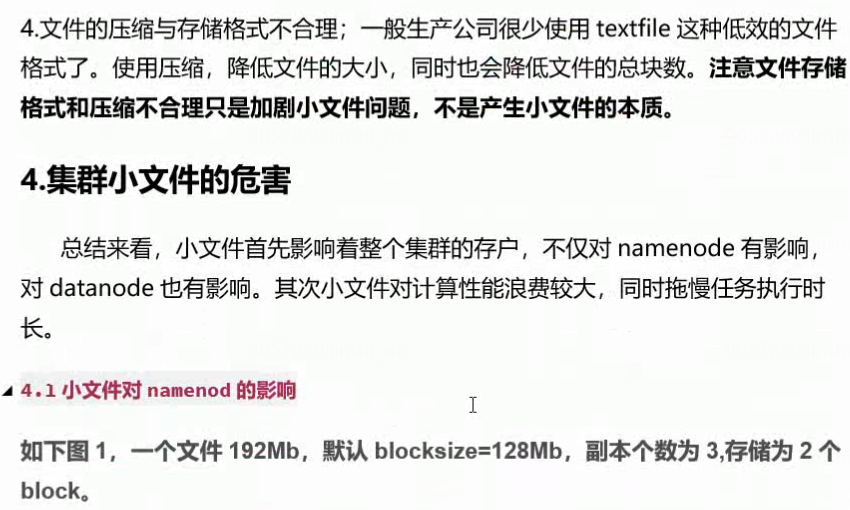 4.文件的压缩与存储格式不合理；一般生产公司很少使用 textfile 这种低效的文件
格式了。使用压缩，降低文件的大小，同时也会降低文件的总块数。注意文件存储
格式和压缩不合理只是加剧小文件问题，不是产生小文件的本质。
4.集群小文件的危害
总结来看，小文件首先影响着整个集群的存户，不仅对 namenode 有影响，
对 datanode 也有影响。其次小文件对计算性能浪费较大，同时拖慢任务执行时
长。
4.1 小文件对 namenod 的影响
如下图 1，一个文件 192Mb，默认 blocksize=128Mb，副本个数为 3,存储为 2 个
block。